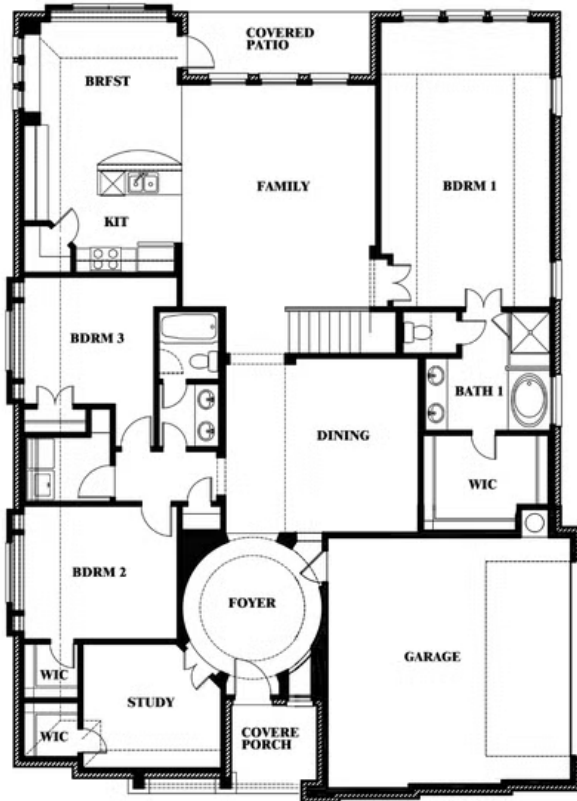 COVERED
PATIO
BRFST
FAMILY
BDRM 1
KIT
BDRM 3
BATH 1
DINING
WIC
BDRM 2
FOYER
GARAGE
WIC
STUDY
WIC
COVERE
PORCH